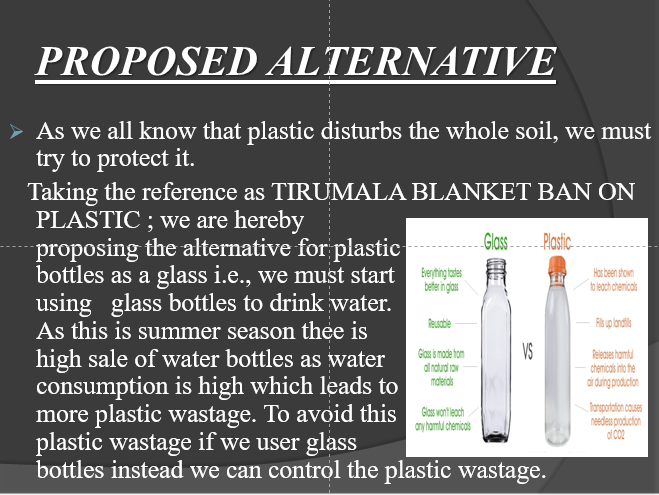 PROPOSED ALTERNATIVE
As we all know that plastic disturbs the whole soil, we must
try to protect it.
Taking the reference as TIRUMALA BLANKET BAN ON
PLASTIC ; we are hereby
proposing the alternative for plastic
bottles as a glass i.e., we must start
using glass bottles to drink water.
As this is summer season thee is
high sale of water bottles as water
consumption is high which leads to
more plastic wastage. To avoid this
plastic wastage if we user glass
bottles instead we can control the plastic wastage.
Glass
Everything tastes
better in glass
Reusable
Glass is made from
all natural raw
materials
Glass won't leach
any harmful chemicals
VS
Plastic
Has been shown
to leach chemicals
Fills up landfills
Releases harmful
chemicals into the
air during production
Transportation causes
needless production
of CO2